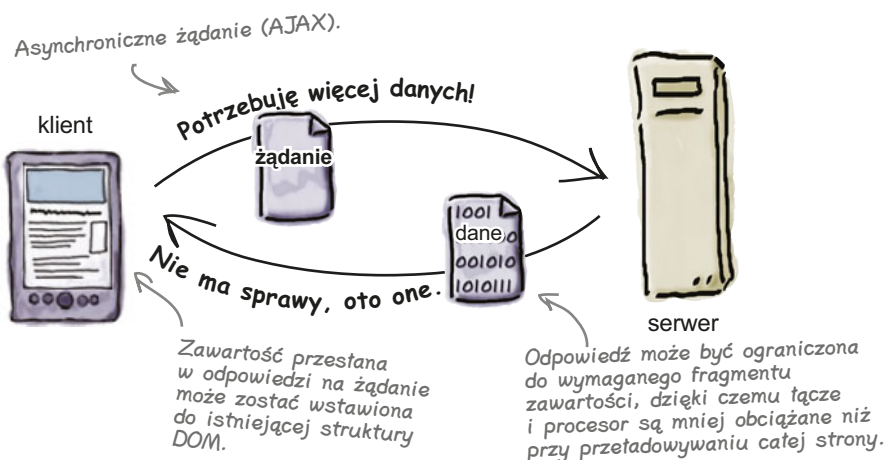 Asynchroniczne żądanie (AJAX).
Potrzebuję więcej danych!
klient
żądanie
1001
dane 0
001010
1010111
Nie ma sprawy, oto one.
serwer
Zawartość przesłana
w odpowiedzi na żądanie
może zostać wstawiona
do istniejącej struktury
DOM.
Odpowiedź może być ograniczona
do wymaganego fragmentu
zawartości, dzięki czemu łącze
i procesor są mniej obciążane niż
przy przeładowywaniu całej strony.